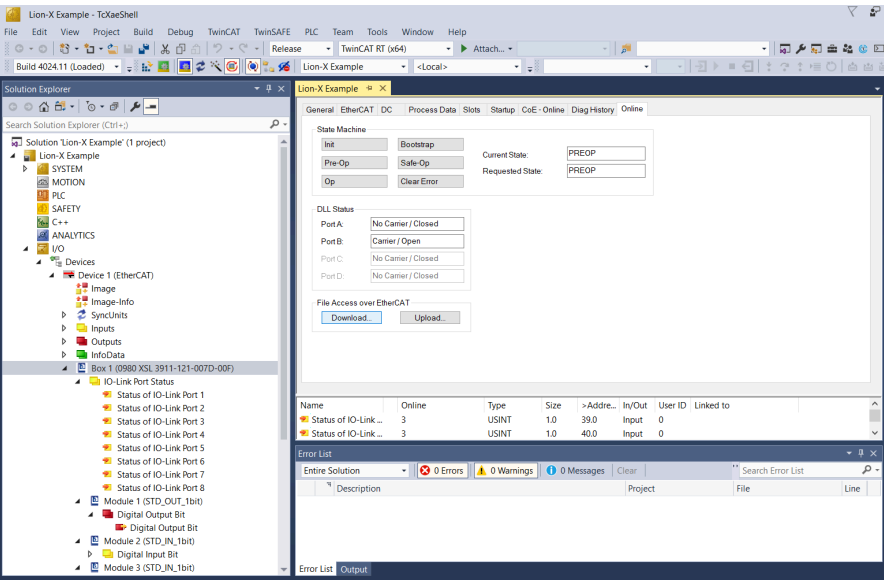 Lion-X Example - TcXaeShell
File Edit View Project Build Debug TwinCAT TwinSAFE PLC Team Tools Window Help
Release TwinCAT RT (x64) Attach...
Build 4024.11 (Loaded) Lion-X Example <Local>
Solution Explorer
Search Solution Explorer (Ctrl+;)
Solution 'Lion-X Example' (1 project)
Lion-X Example
SYSTEM
MOTION
PLC
SAFETY
C++
ANALYTICS
I/O
Devices
Device 1 (EtherCAT)
Image
Image-Info
SyncUnits
Inputs
Outputs
InfoData
Box 1 (0980 XSL 3911-121-007D-00F)
IO-Link Port Status
Status of IO-Link Port 1
Status of IO-Link Port 2
Status of IO-Link Port 3
Status of IO-Link Port 4
Status of IO-Link Port 5
Status of IO-Link Port 6
Status of IO-Link Port 7
Status of IO-Link Port 8
Module 1 (STD_OUT_1bit)
Digital Output Bit
Digital Output Bit
Module 2 (STD_IN_1bit)
Digital Input Bit
Module 3 (STD_IN_1bit)
Lion-X Example
General EtherCAT DC Process Data Slots Startup CoE - Online Diag History Online
State Machine
Init Bootstrap
Pre-Op Safe-Op
Op Clear Error
Current State: PREOP
Requested State: PREOP
DLL Status
Port A: No Carrier / Closed
Port B: Carrier / Open
Port C: No Carrier / Closed
Port D: No Carrier / Closed
File Access over EtherCAT
Download... Upload...
Name Online Type Size >Addre... In/Out User ID Linked to
Status of IO-Link ... 3 USINT 1.0 39.0 Input 0
Status of IO-Link ... 3 USINT 1.0 40.0 Input 0
Error List
Entire Solution 0 Errors 0 Warnings 0 Messages Clear Search Error List
Description Project File Line
Error List Output